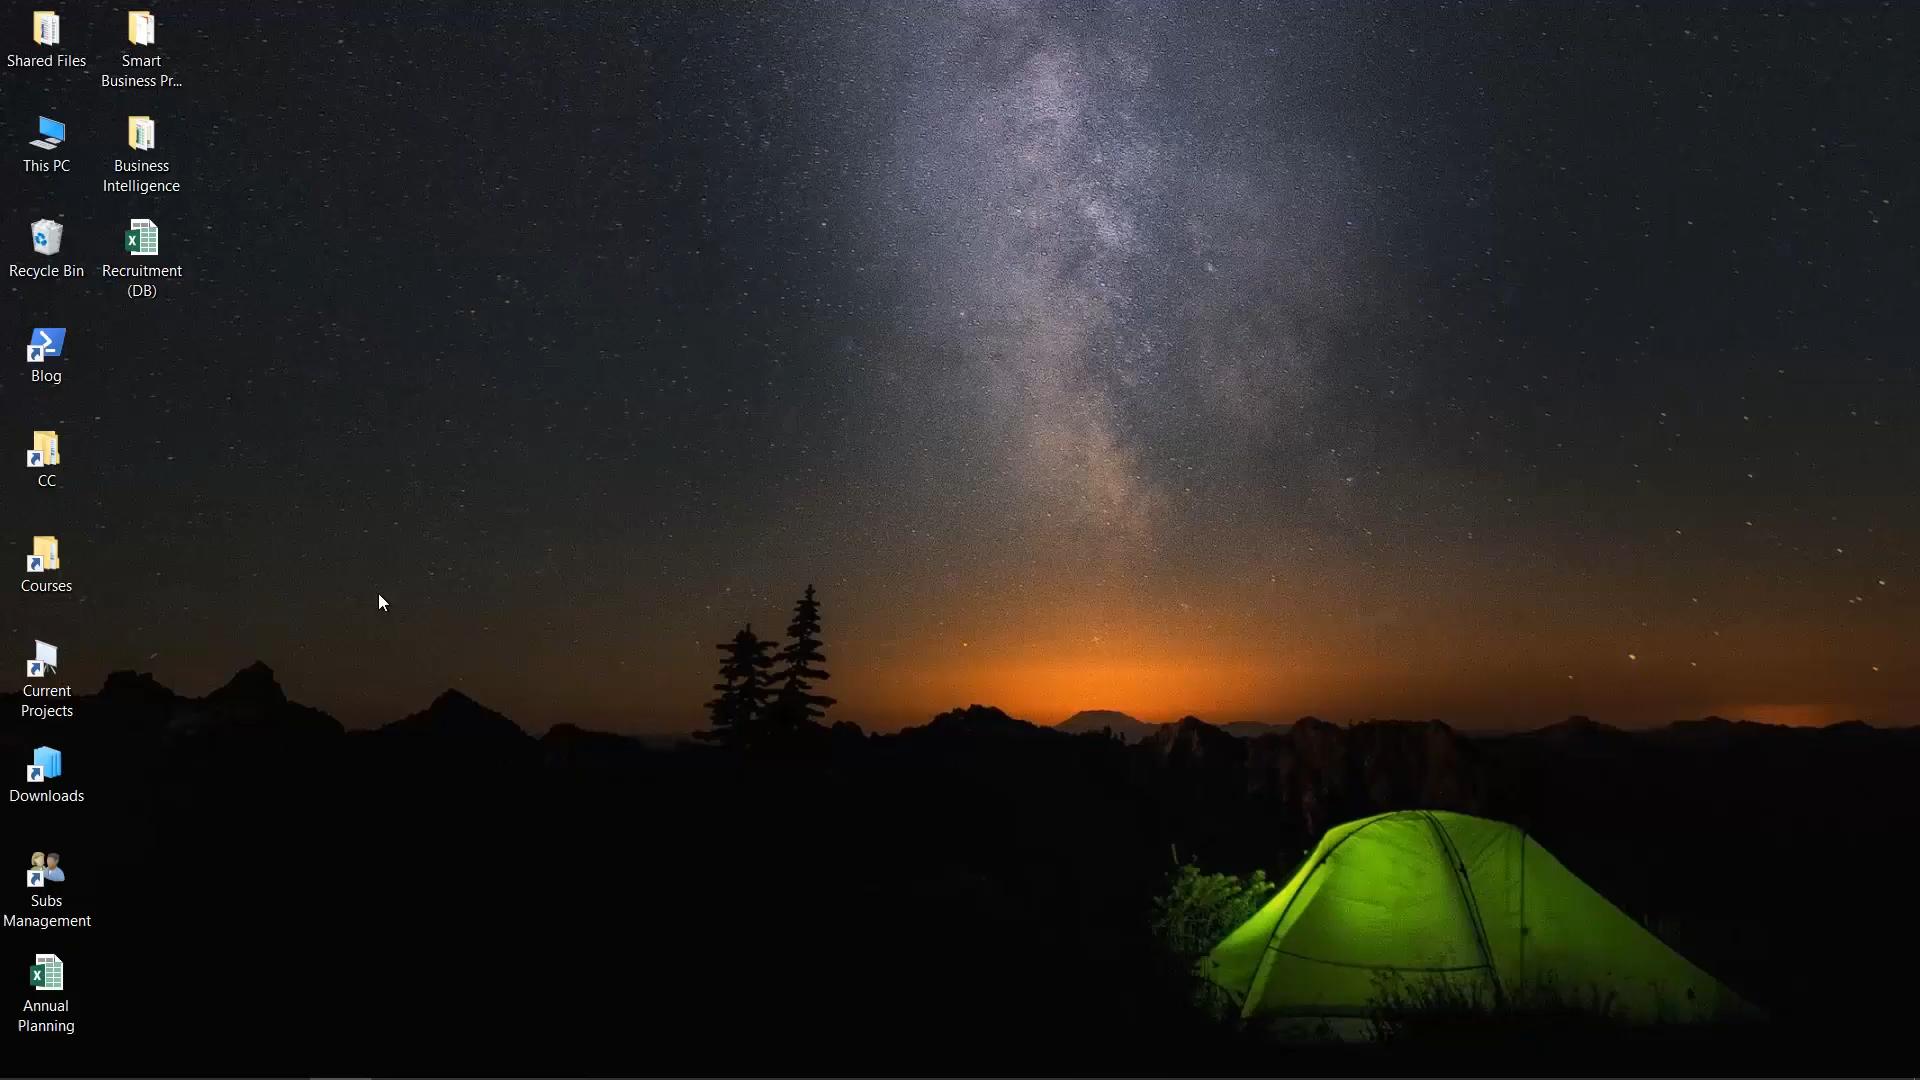 Shared Files
Smart
Business Pr...
This PC
Business
Intelligence
Recycle Bin
Recruitment
(DB)
Blog
CC
Courses
Current
Projects
Downloads
Subs
Management
Annual
Planning